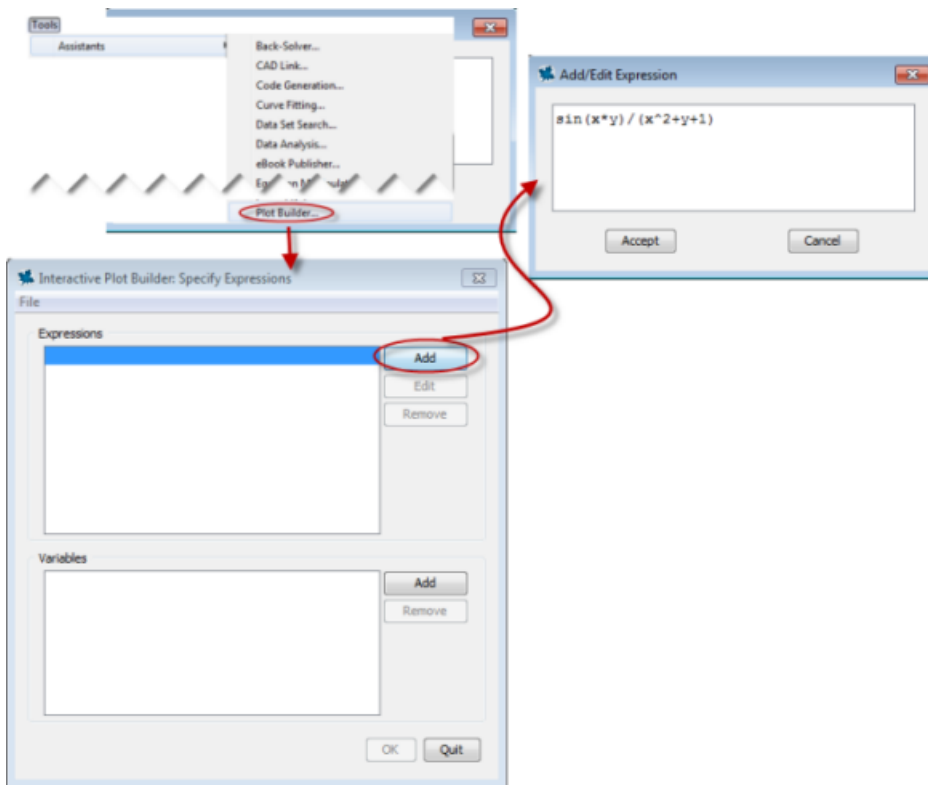 Tools
Assistants
Back-Solver...
CAD Link...
Code Generation...
Curve Fitting...
Data Set Search...
Data Analysis...
eBook Publisher...
Plot Builder...
Add/Edit Expression
sin(x*y)/(x^2+y+1)
Accept Cancel
Interactive Plot Builder: Specify Expressions
File
Expressions
Add
Edit
Remove
Variables
Add
Remove
OK Quit